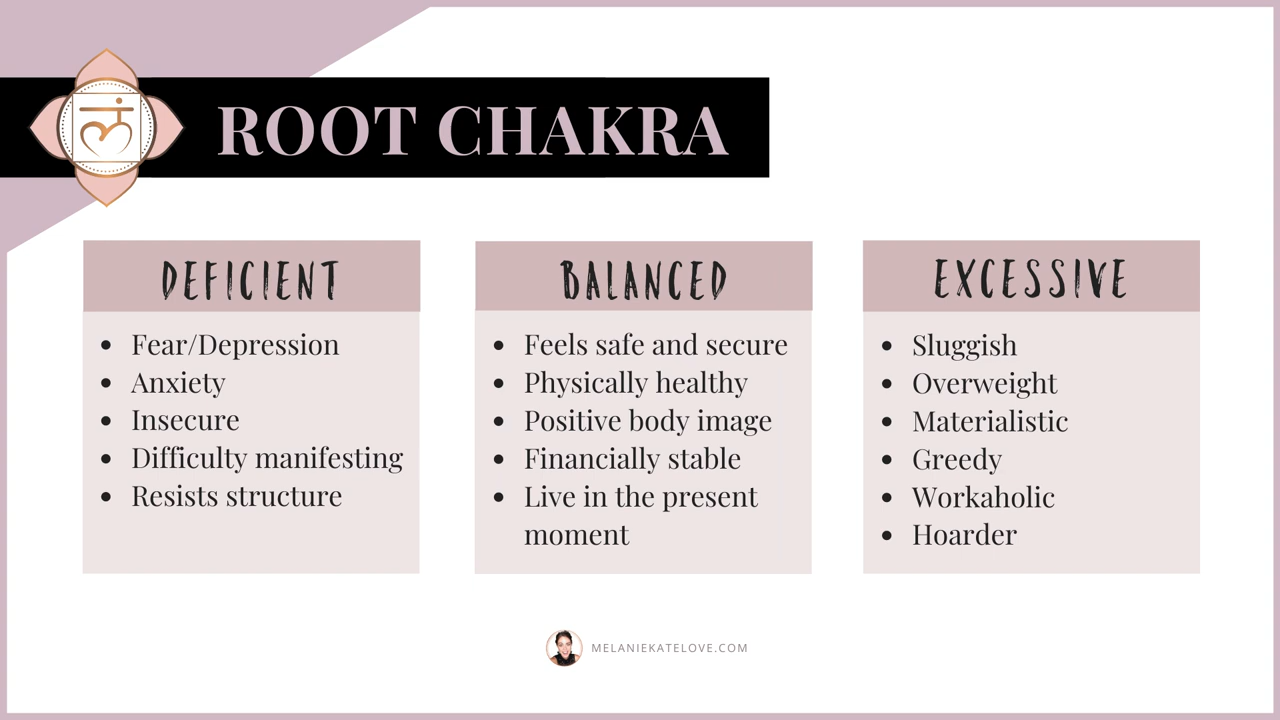 लं
ROOT CHAKRA
DEFICIENT
• Fear/Depression
• Anxiety
• Insecure
• Difficulty manifesting
• Resists structure
BALANCED
• Feels safe and secure
• Physically healthy
• Positive body image
• Financially stable
• Live in the present
moment
EXCESSIVE
• Sluggish
• Overweight
• Materialistic
• Greedy
• Workaholic
• Hoarder
MELANIEKATELOVE.COM